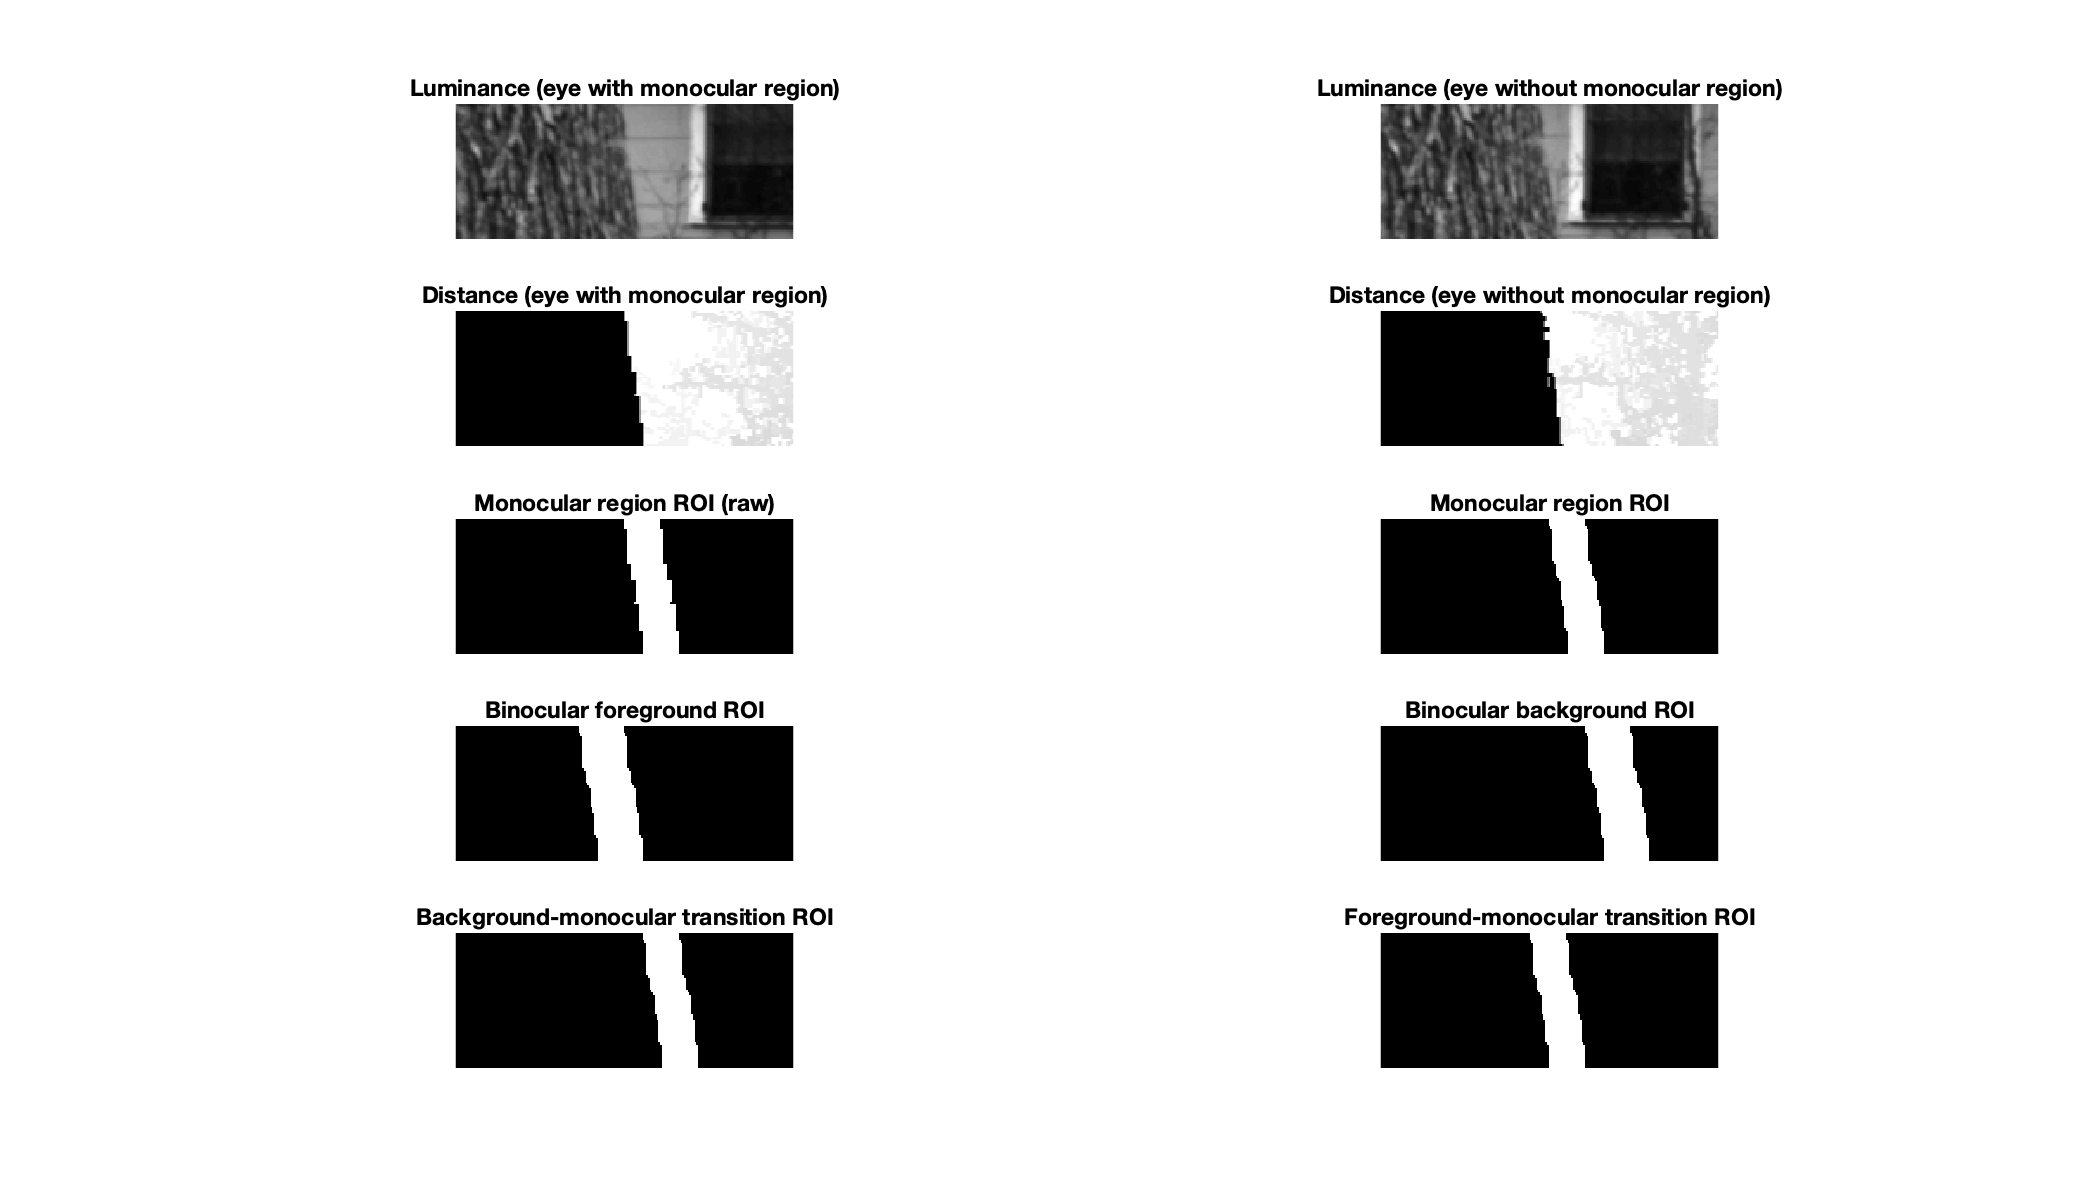 Luminance (eye with monocular region)
Luminance (eye without monocular region)
Distance (eye with monocular region)
Distance (eye without monocular region)
Monocular region ROI (raw)
Monocular region ROI
Binocular foreground ROI
Binocular background ROI
Background-monocular transition ROI
Foreground-monocular transition ROI